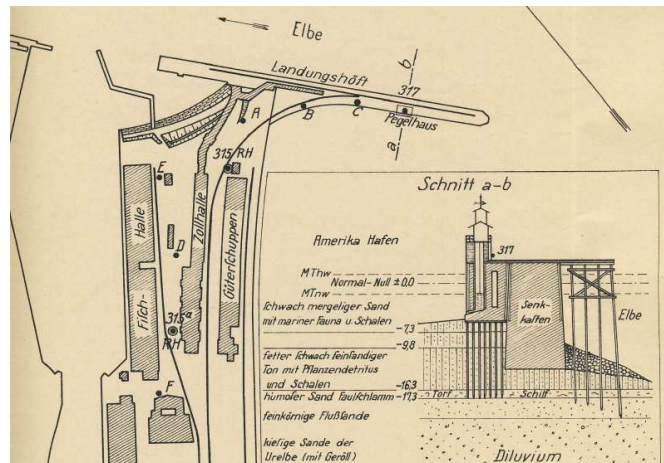 Elbe
Landungshöft
b
317
A
B
C
Pegelhaus
a
315 RH
E
Halle
Zollhalle
Güterschuppen
D
Fisch-
315ª
RH
F
Schnitt a-b
Amerika Hafen
317
MThw
Normal-Null ± 0,0
MTnw
Senk-
kasten
Elbe
schwach mergeliger Sand
mit mariner Fauna u. Schalen
-7,3
-9,8
fetter schwach feinsandiger
Ton mit Pflanzendetritus
und Schalen
-16,3
humoser Sand Faulschlamm -17,3
Torf
Schilf
feinkörnige Flußsande
kiesige Sande der
Urelbe (mit Geröll)
Diluvium